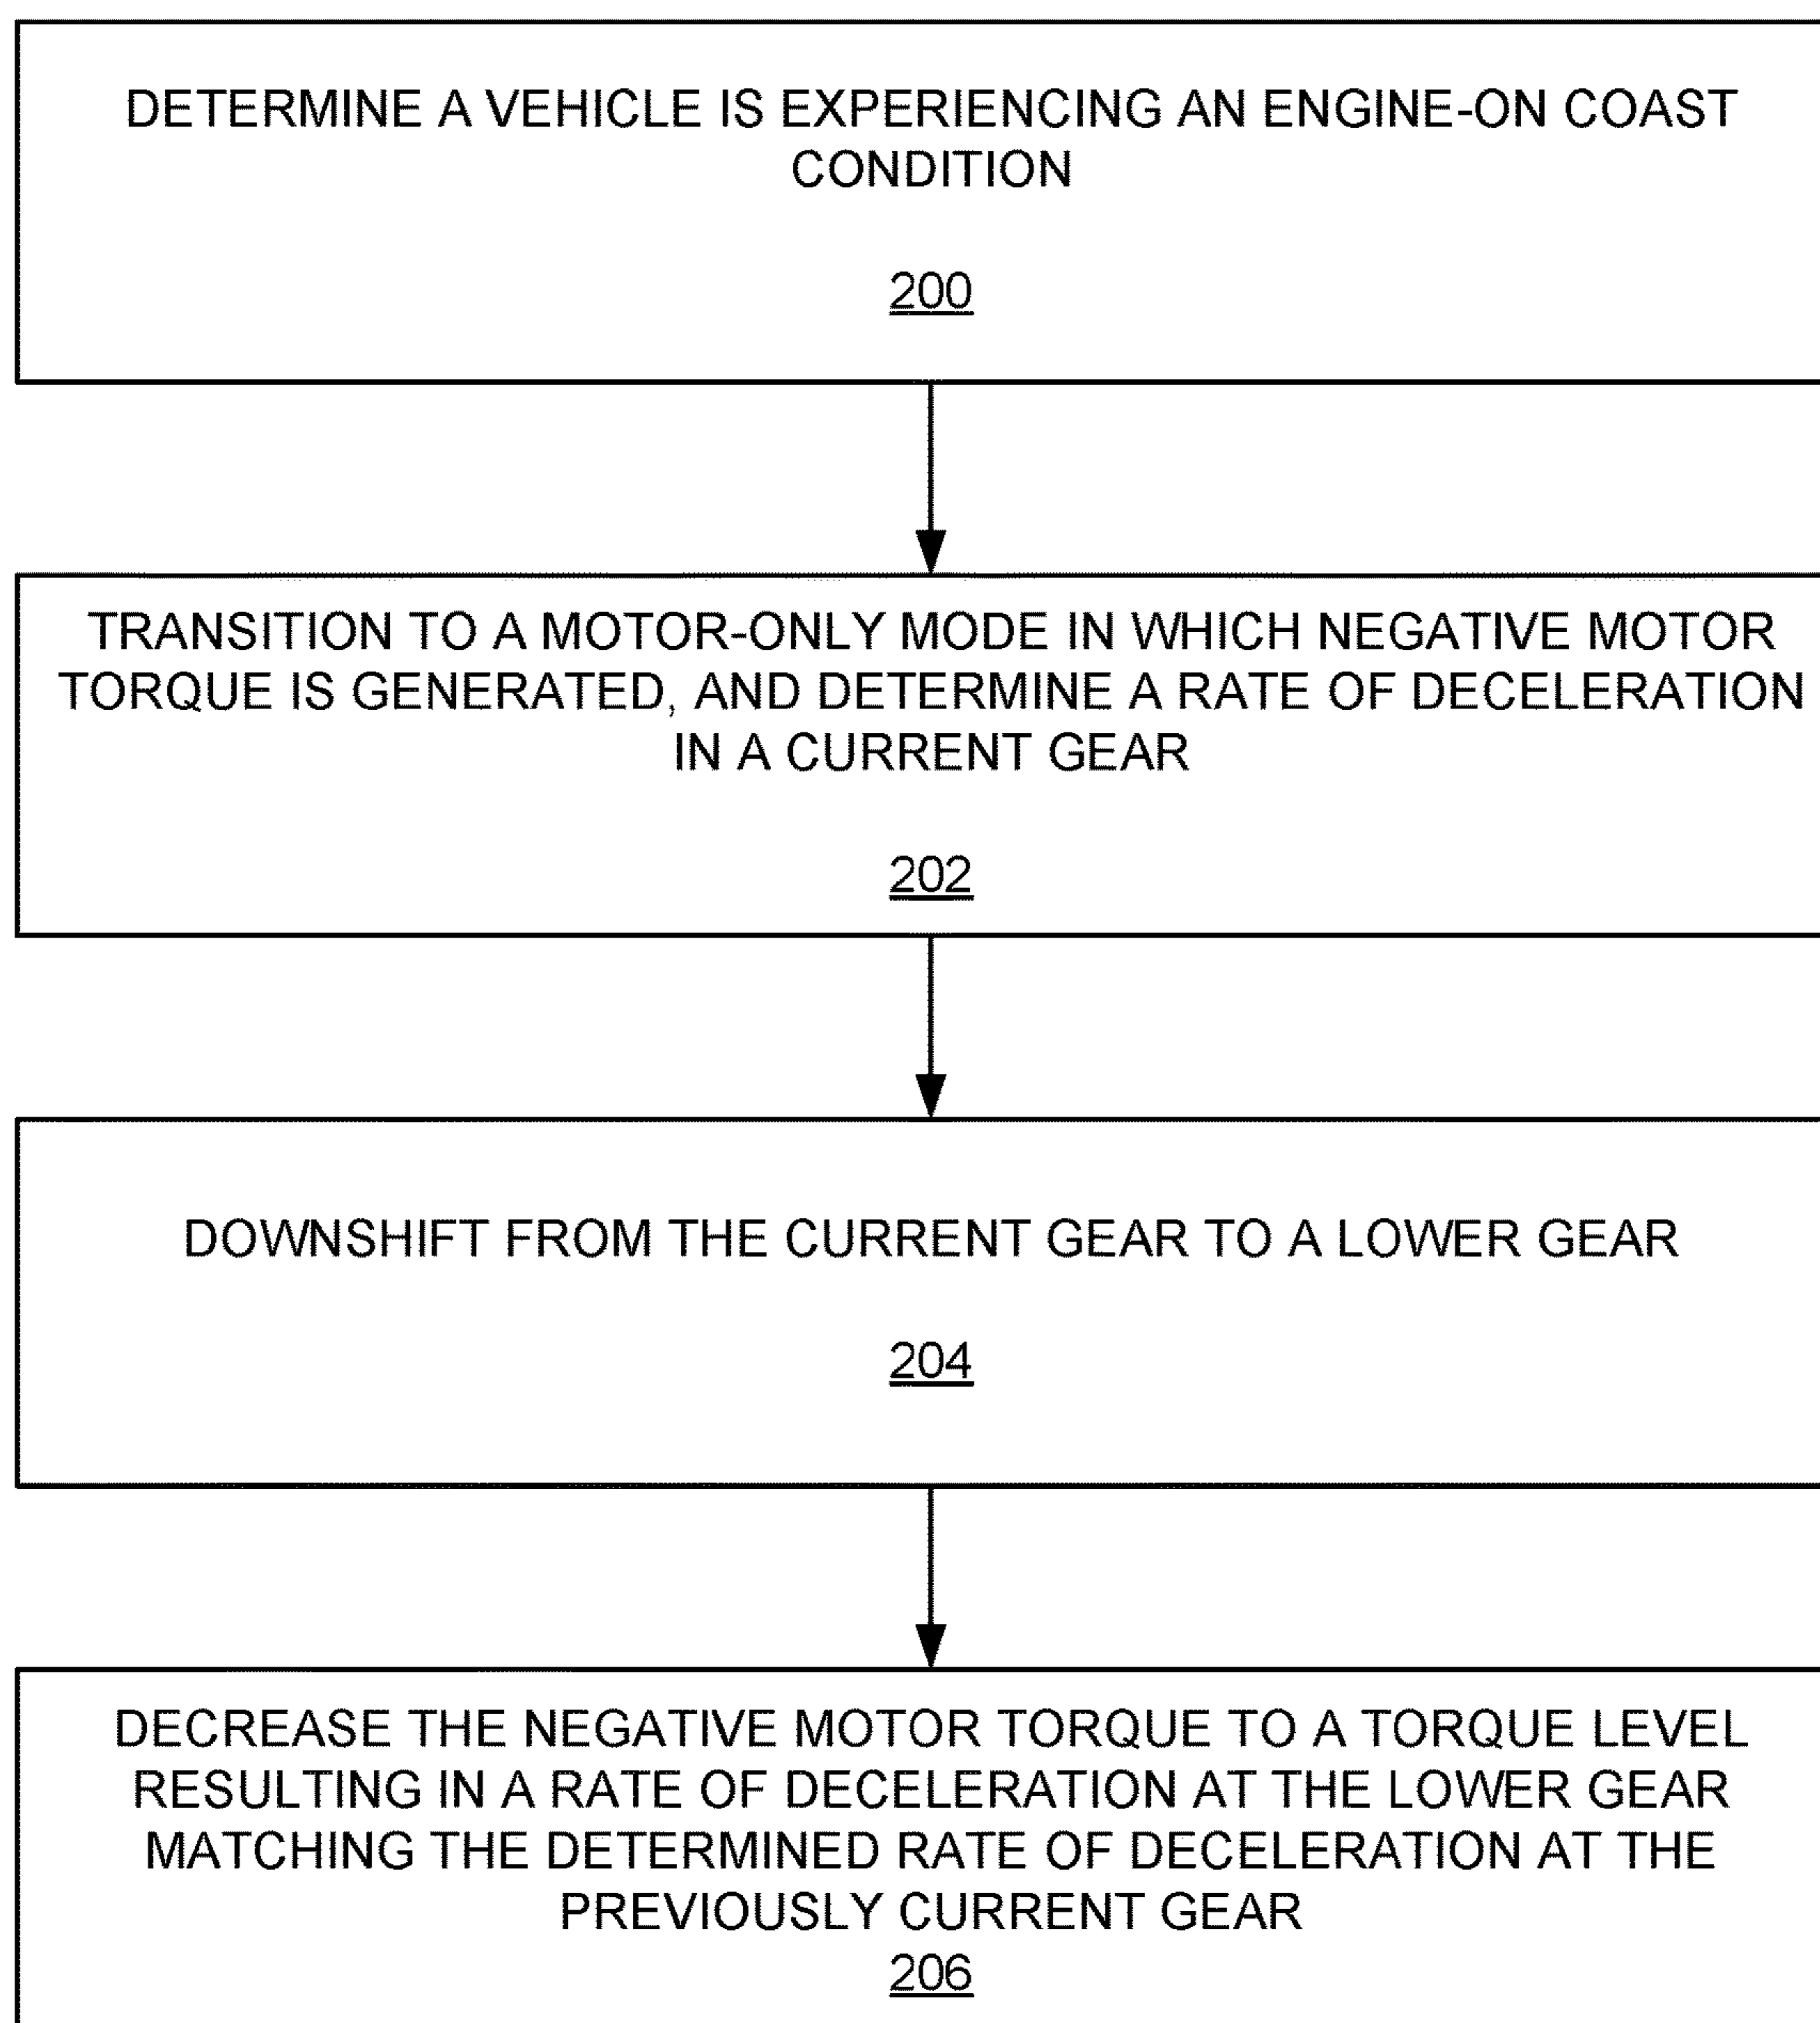 DETERMINE A VEHICLE IS EXPERIENCING AN ENGINE-ON COAST
CONDITION
200
TRANSITION TO A MOTOR-ONLY MODE IN WHICH NEGATIVE MOTOR
TORQUE IS GENERATED, AND DETERMINE A RATE OF DECELERATION
IN A CURRENT GEAR
202
DOWNSHIFT FROM THE CURRENT GEAR TO A LOWER GEAR
204
DECREASE THE NEGATIVE MOTOR TORQUE TO A TORQUE LEVEL
RESULTING IN A RATE OF DECELERATION AT THE LOWER GEAR
MATCHING THE DETERMINED RATE OF DECELERATION AT THE
PREVIOUSLY CURRENT GEAR
206